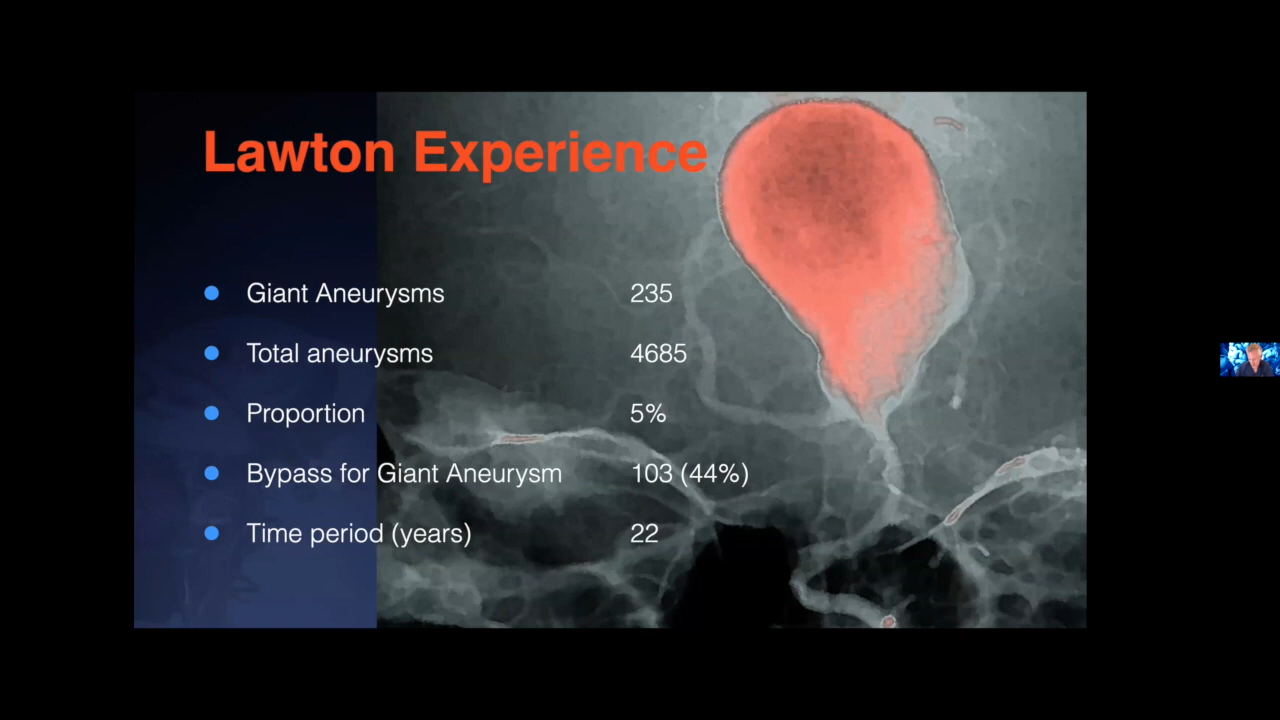 Lawton Experience
Giant Aneurysms 235
Total aneurysms 4685
Proportion 5%
Bypass for Giant Aneurysm 103 (44%)
Time period (years) 22